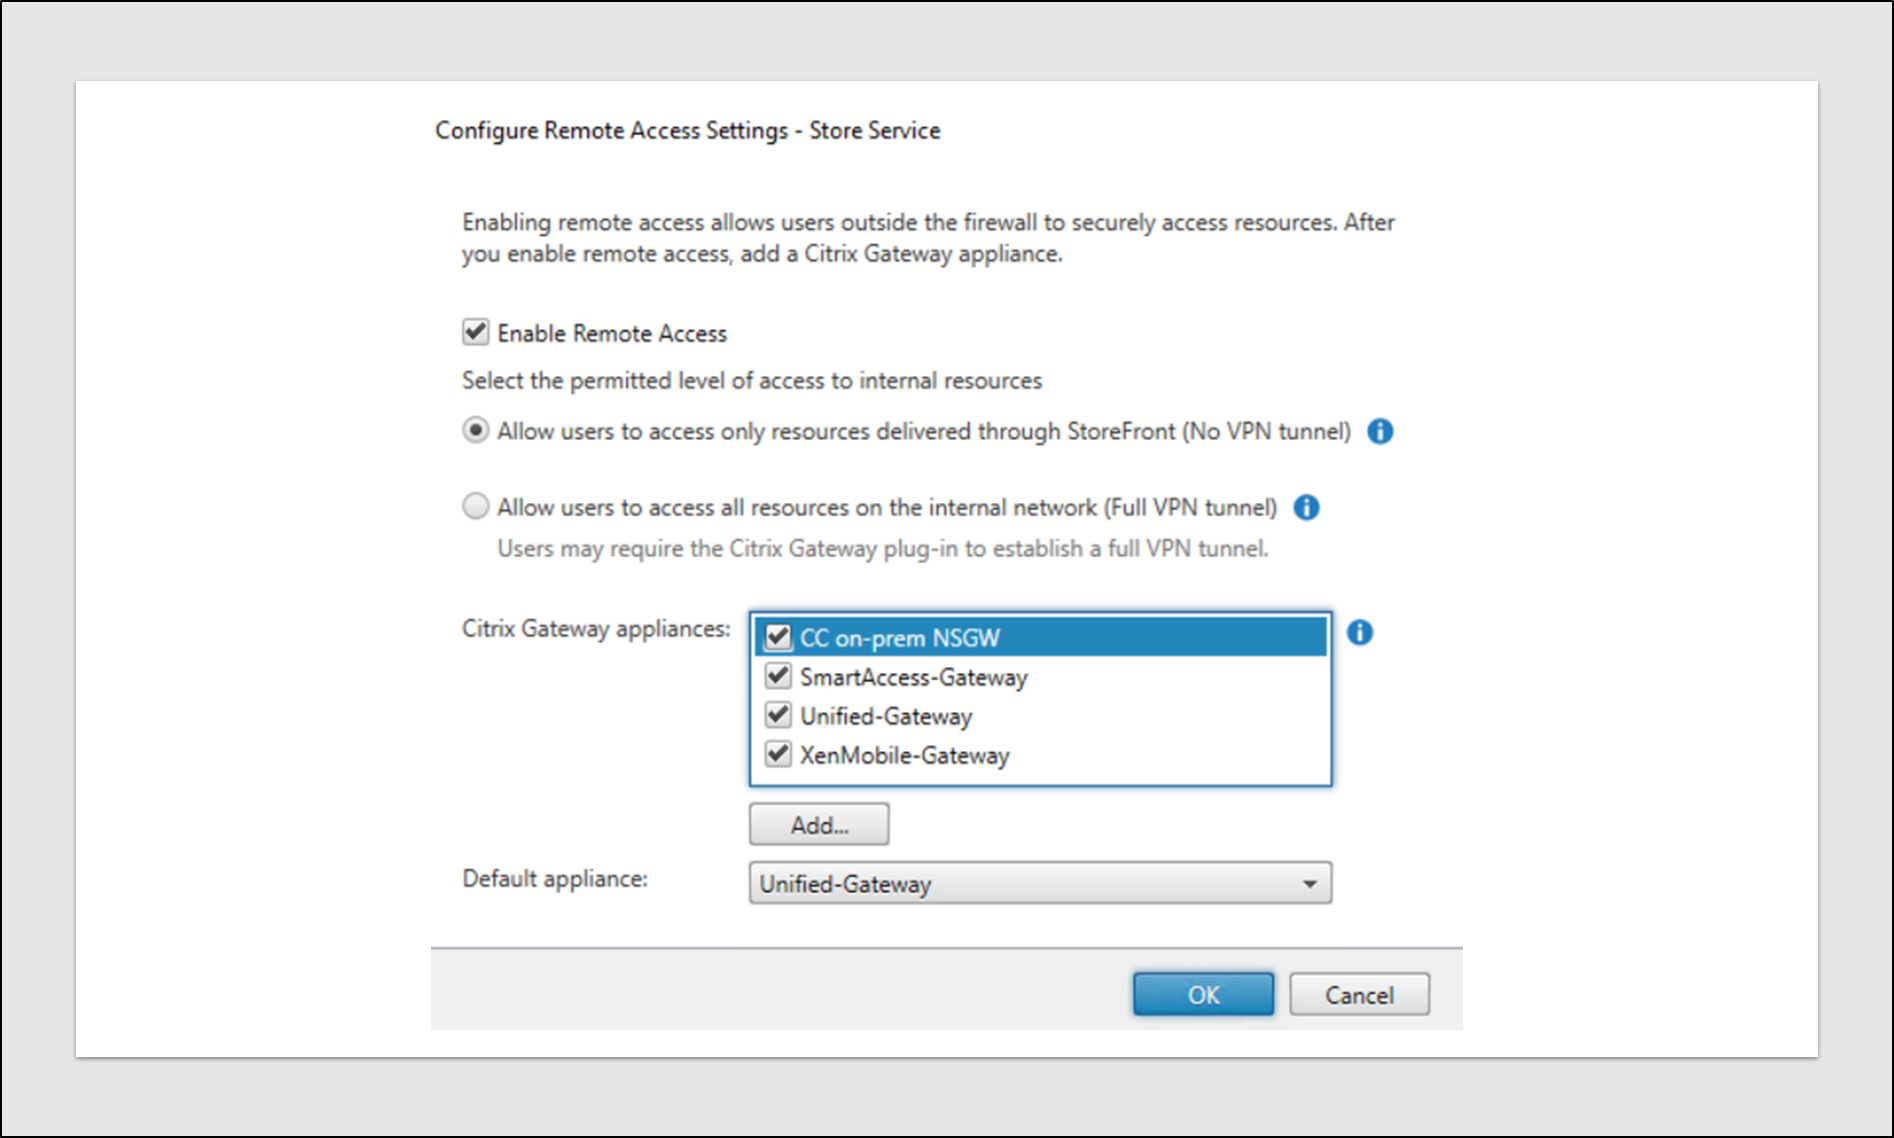 Configure Remote Access Settings - Store Service
Enabling remote access allows users outside the firewall to securely access resources. After
you enable remote access, add a Citrix Gateway appliance.
Enable Remote Access
Select the permitted level of access to internal resources
Allow users to access only resources delivered through StoreFront (No VPN tunnel)
Allow users to access all resources on the internal network (Full VPN tunnel)
Users may require the Citrix Gateway plug-in to establish a full VPN tunnel.
Citrix Gateway appliances:
CC on-prem NSGW
SmartAccess-Gateway
Unified-Gateway
XenMobile-Gateway
Add...
Default appliance:
Unified-Gateway
OK
Cancel